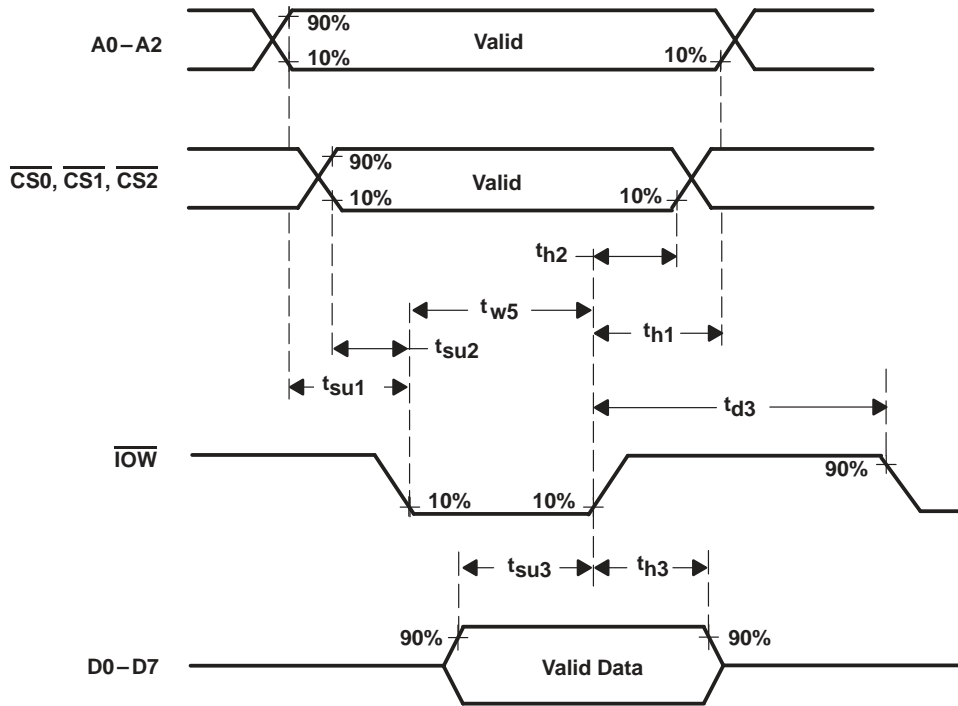 A0–A2
90%
10%
Valid
10%
CS0, CS1, CS2
90%
10%
Valid
10%
th2
tw5
th1
tsu2
tsu1
td3
IOW
90%
10%
10%
tsu3
th3
90%
90%
D0–D7
Valid Data